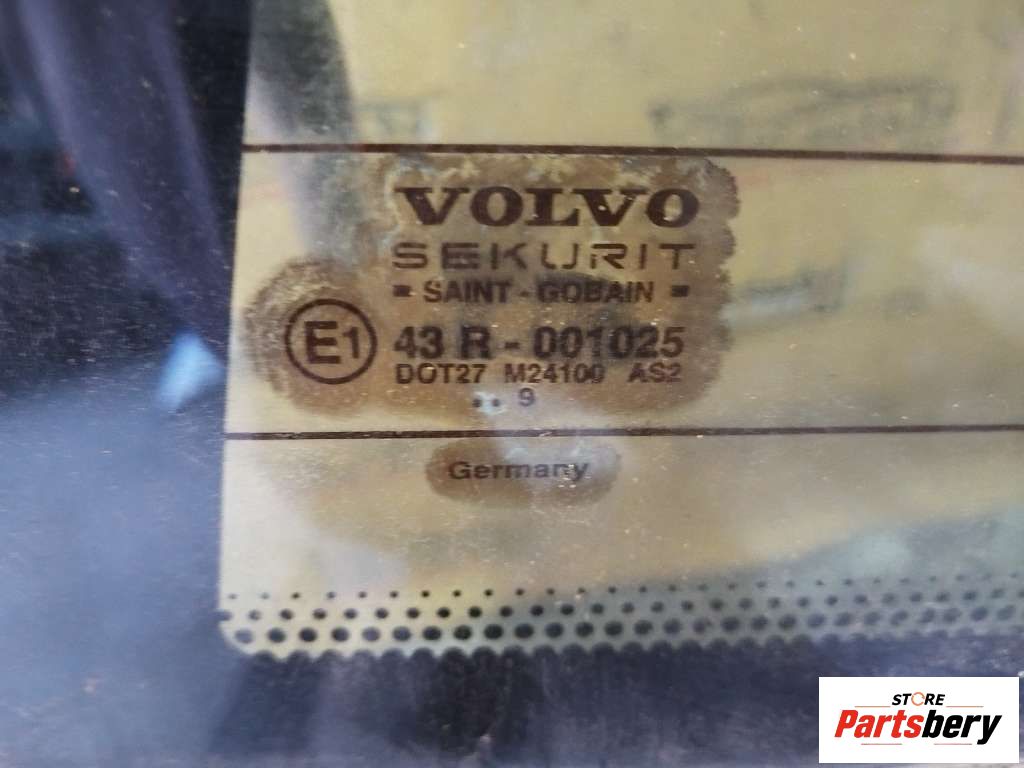 VOLVO
SEKURIT
SAINT - GOBAIN
E1
43 R - 001025
DOT27 M24100 AS2
.. 9
Germany
STORE
Partsbery